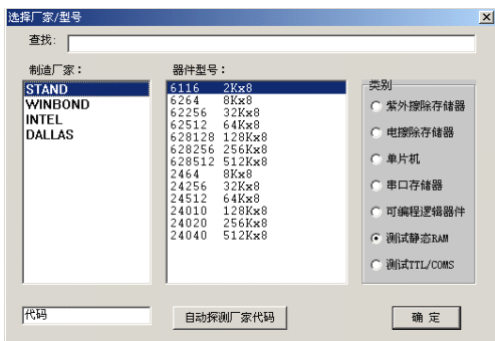 选择厂家/型号
查找:
制造厂家:
STAND
WINBOND
INTEL
DALLAS
器件型号:
6116 2Kx8
6264 8Kx8
62256 32Kx8
62512 64Kx8
628128 128Kx8
628256 256Kx8
628512 512Kx8
2464 8Kx8
24256 32Kx8
24512 64Kx8
24010 128Kx8
24020 256Kx8
24040 512Kx8
类别
紫外擦除存储器
电擦除存储器
单片机
串口存储器
可编程逻辑器件
测试静态RAM
测试TTL/COMS
代码
自动探测厂家代码
确 定